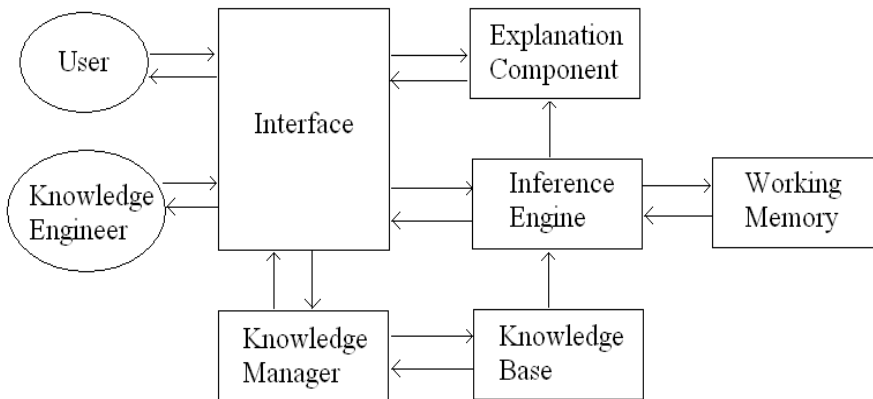 User
Interface
Explanation
Component
Knowledge
Engineer
Inference
Engine
Working
Memory
Knowledge
Manager
Knowledge
Base